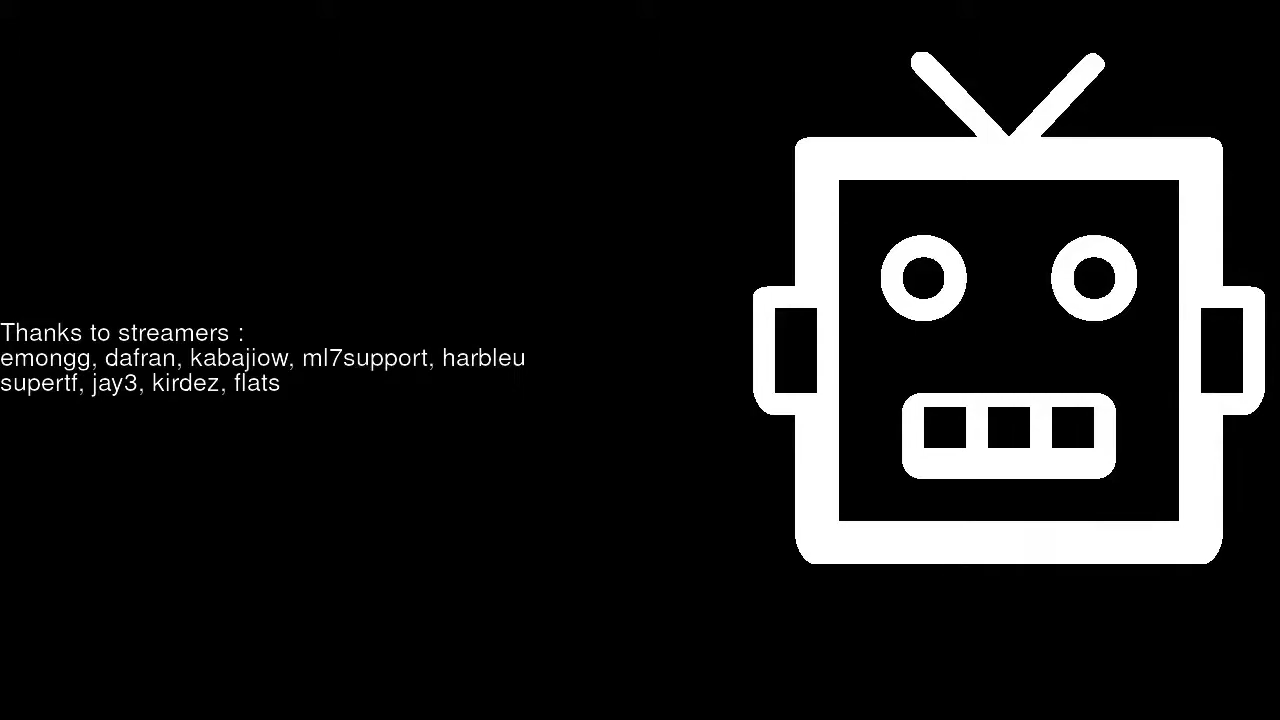 Thanks to streamers :
emongg, dafran, kabajiow, ml7support, harbleu
supertf, jay3, kirdez, flats